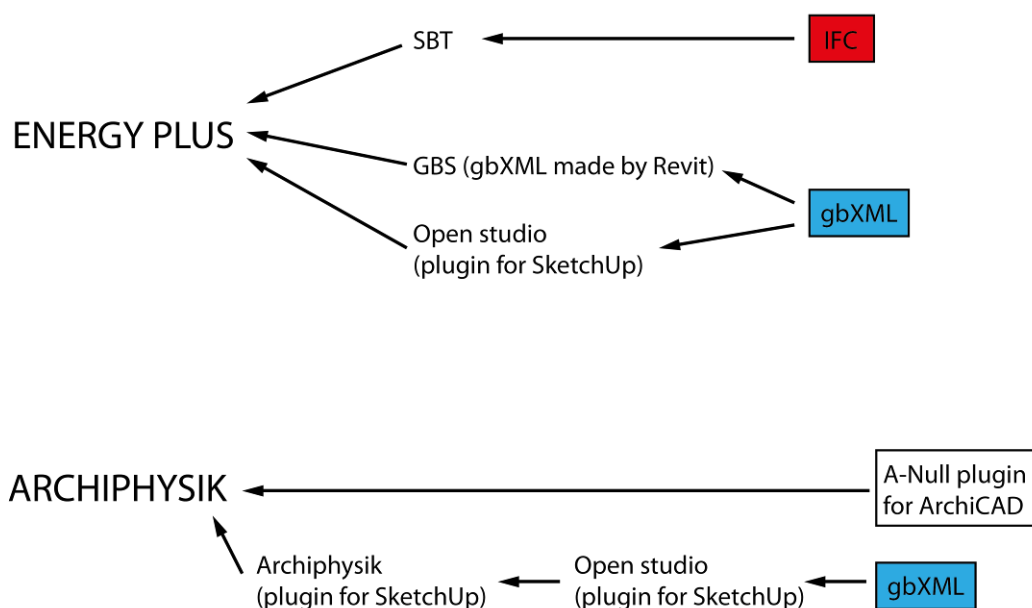 SBT
IFC
ENERGY PLUS
GBS (gbXML made by Revit)
gbXML
Open studio
(plugin for SketchUp)
A-Null plugin
for ArchiCAD
ARCHIPHYSIK
Archiphysik
(plugin for SketchUp)
Open studio
(plugin for SketchUp)
gbXML